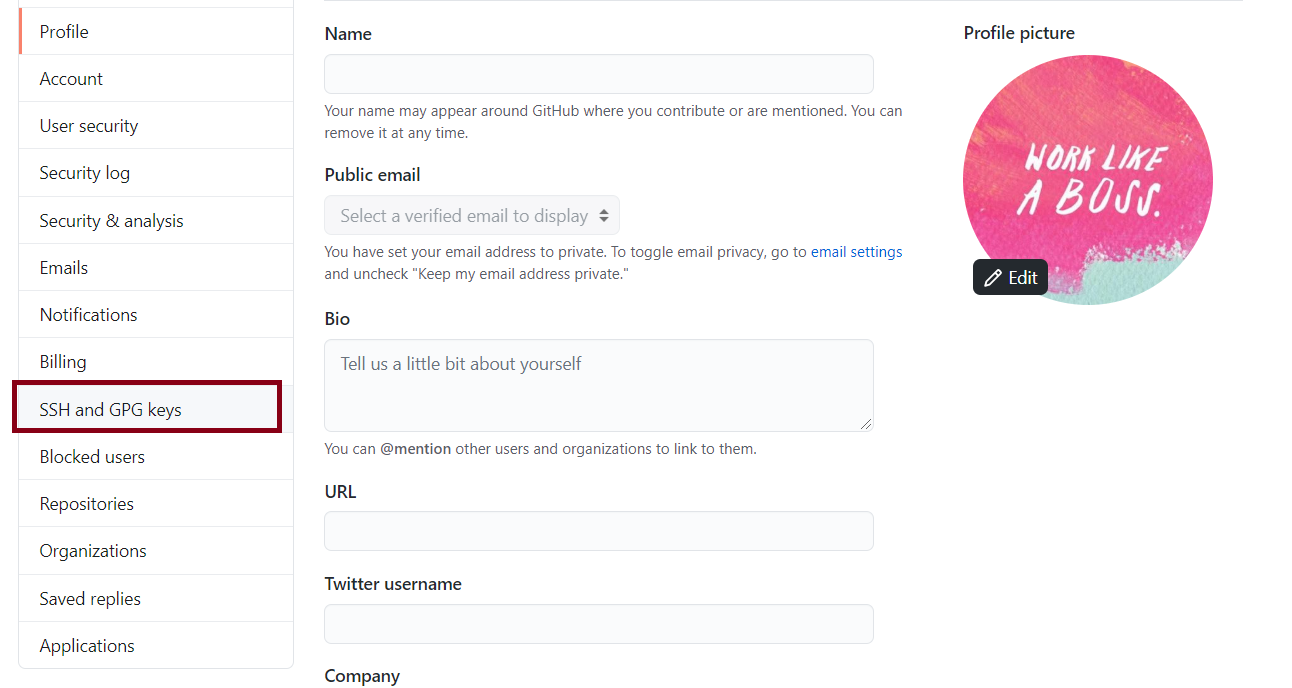 Profile
Account
User security
Security log
Security & analysis
Emails
Notifications
Billing
SSH and GPG keys
Blocked users
Repositories
Organizations
Saved replies
Applications
Name
Your name may appear around GitHub where you contribute or are mentioned. You can
remove it at any time.
Public email
Select a verified email to display
You have set your email address to private. To toggle email privacy, go to email settings
and uncheck "Keep my email address private."
Bio
Tell us a little bit about yourself
You can @mention other users and organizations to link to them.
URL
Twitter username
Company
Profile picture
WORK LIKE
A BOSS.
Edit